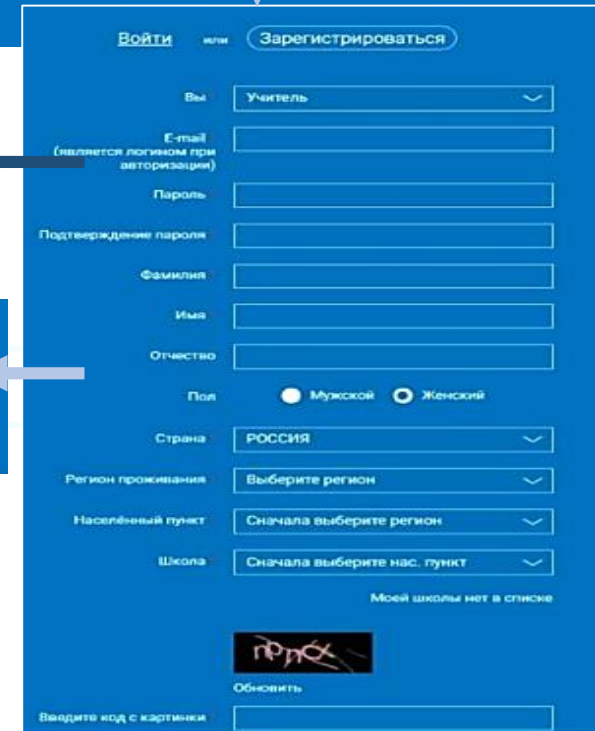 Войти или Зарегистрироваться
Вы Учитель
E-mail
(является логином при
авторизации)
Пароль
Подтверждение пароля
Фамилия
Имя
Отчество
Пол Мужской Женский
Страна РОССИЯ
Регион проживания Выберите регион
Населённый пункт Сначала выберите регион
Школа Сначала выберите нас. пункт
Моей школы нет в списке
Обновить
Введите код с картинки